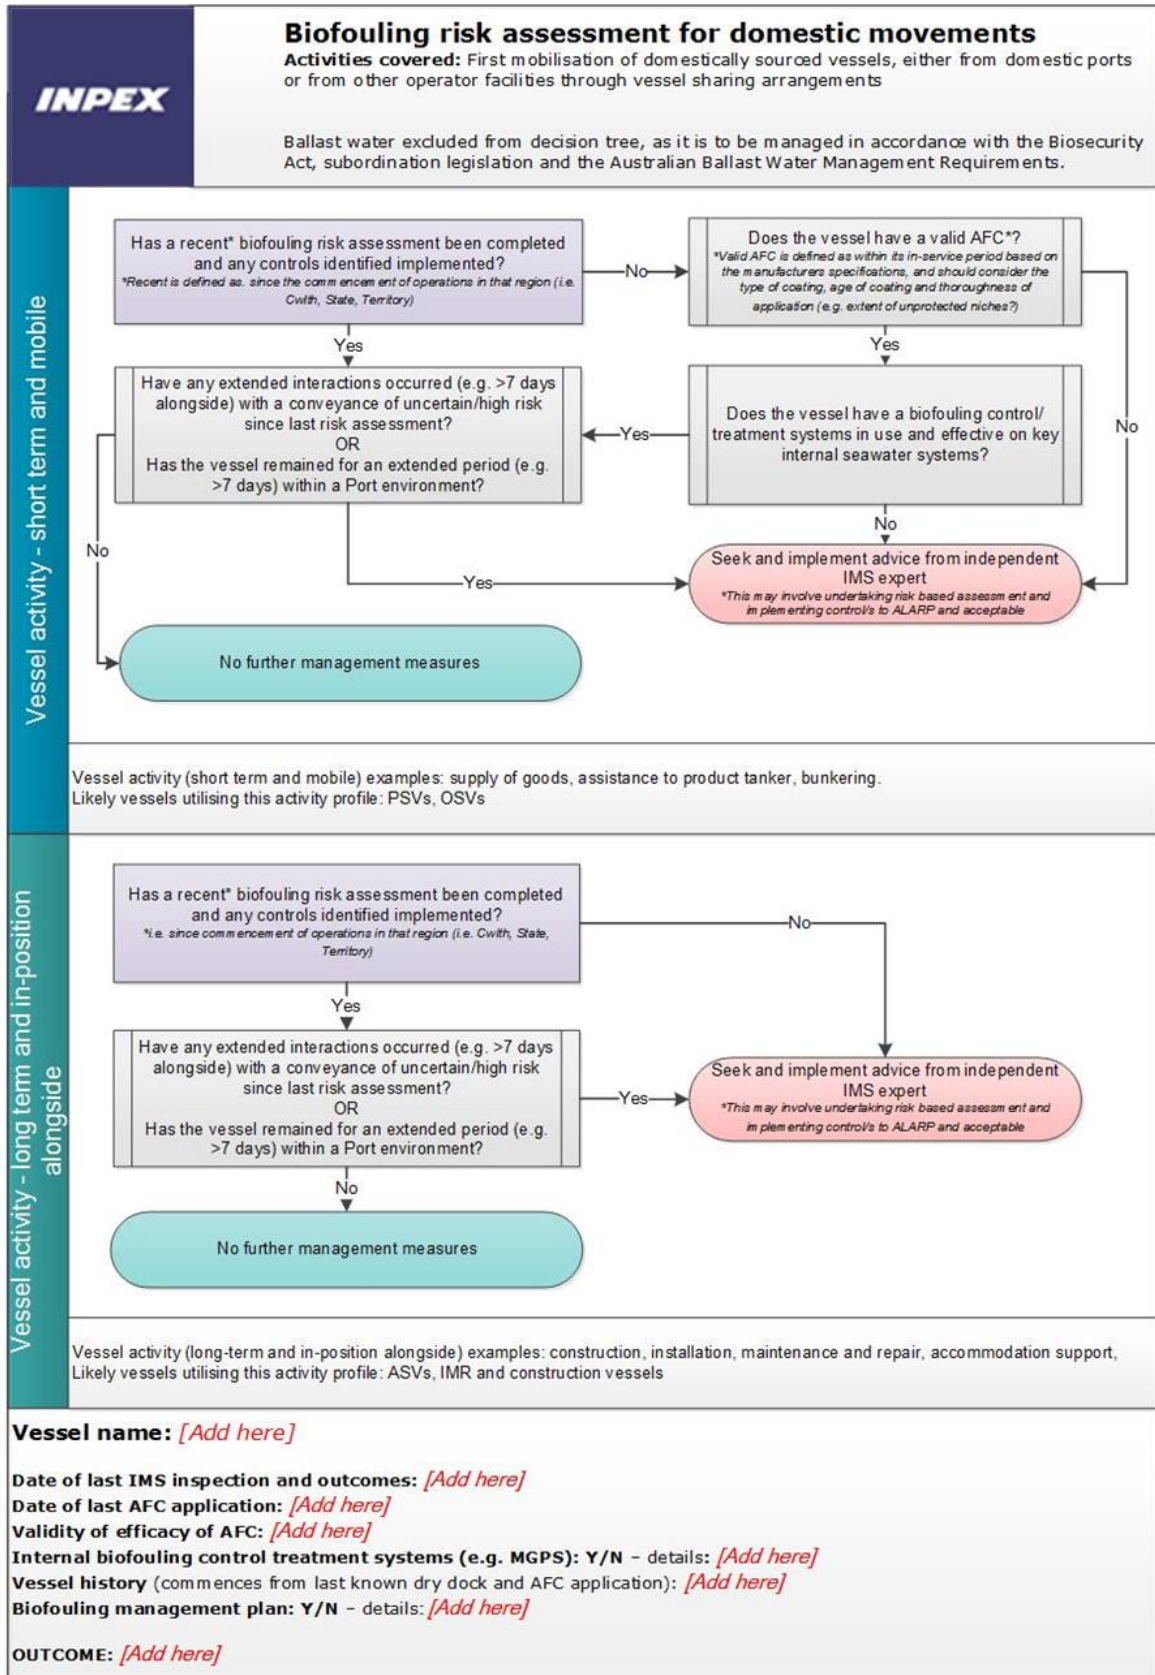 INPEX
Biofouling risk assessment for domestic movements
Activities covered: First mobilisation of domestically sourced vessels, either from domestic ports
or from other operator facilities through vessel sharing arrangements
Ballast water excluded from decision tree, as it is to be managed in accordance with the Biosecurity
Act, subordination legislation and the Australian Ballast Water Management Requirements.
Vessel activity - short term and mobile
Has a recent* biofouling risk assessment been completed
and any controls identified implemented?
*Recent is defined as. since the commencement of operations in that region (i.e.
Cwlth, State, Territory)
No
Does the vessel have a valid AFC*?
*Valid AFC is defined as within its in-service period based on
the manufacturers specifications, and should consider the
type of coating, age of coating and thoroughness of
application (e.g. extent of unprotected niches?)
Yes
Yes
Have any extended interactions occurred (e.g. >7 days
alongside) with a conveyance of uncertain/high risk
since last risk assessment?
OR
Has the vessel remained for an extended period (e.g.
>7 days) within a Port environment?
Yes
Does the vessel have a biofouling control/
treatment systems in use and effective on key
internal seawater systems?
No
No
No
Yes
Seek and implement advice from independent
IMS expert
*This may involve undertaking risk based assessment and
implementing control/s to ALARP and acceptable
No further management measures
Vessel activity (short term and mobile) examples: supply of goods, assistance to product tanker, bunkering.
Likely vessels utilising this activity profile: PSVs, OSVs
Vessel activity - long term and in-position
alongside
Has a recent* biofouling risk assessment been completed
and any controls identified implemented?
*i.e. since commencement of operations in that region (i.e. Cwlth, State,
Territory)
No
Yes
Have any extended interactions occurred (e.g. >7 days
alongside) with a conveyance of uncertain/high risk
since last risk assessment?
OR
Has the vessel remained for an extended period (e.g.
>7 days) within a Port environment?
Yes
Seek and implement advice from independent
IMS expert
*This may involve undertaking risk based assessment and
implementing control/s to ALARP and acceptable
No
No further management measures
Vessel activity (long-term and in-position alongside) examples: construction, installation, maintenance and repair, accommodation support,
Likely vessels utilising this activity profile: ASVs, IMR and construction vessels
Vessel name: [Add here]
Date of last IMS inspection and outcomes: [Add here]
Date of last AFC application: [Add here]
Validity of efficacy of AFC: [Add here]
Internal biofouling control treatment systems (e.g. MGPS): Y/N – details: [Add here]
Vessel history (commences from last known dry dock and AFC application): [Add here]
Biofouling management plan: Y/N – details: [Add here]
OUTCOME: [Add here]